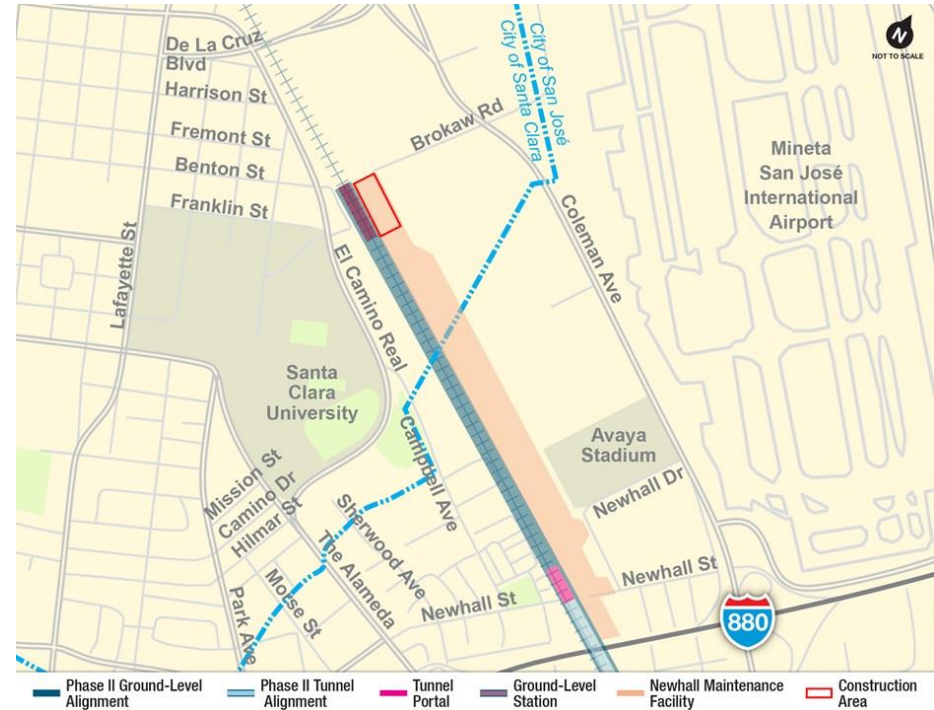 De La Cruz
Blvd
Harrison St
Fremont St
Benton St
Franklin St
Lafayette St
El Camino Real
Brokaw Rd
City of San José
City of Santa Clara
N
NOT TO SCALE
Mineta
San José
International
Airport
Coleman Ave
Santa
Clara
University
Campbell Ave
Avaya
Stadium
Newhall Dr
Mission St
Camino Dr
Hilmar St
Sherwood Ave
The Alameda
Morse St
Park Ave
Newhall St
Newhall St
880
Phase II Ground-Level
Alignment
Phase II Tunnel
Alignment
Tunnel
Portal
Ground-Level
Station
Newhall Maintenance
Facility
Construction
Area